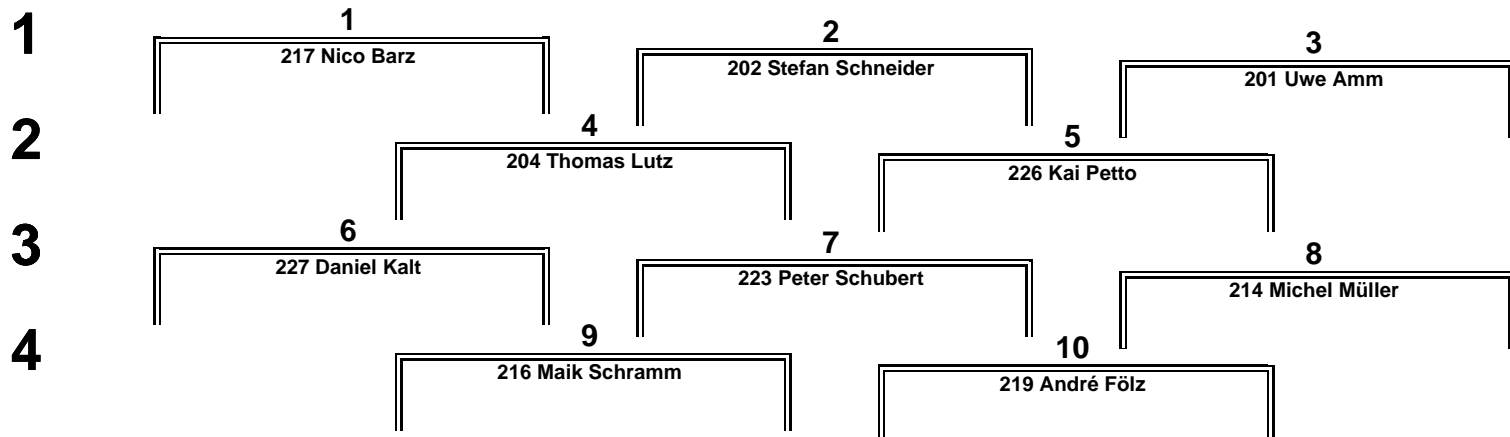 1
1
217 Nico Barz
2
202 Stefan Schneider
3
201 Uwe Amm
2
4
204 Thomas Lutz
5
226 Kai Petto
3
6
227 Daniel Kalt
7
223 Peter Schubert
8
214 Michel Müller
4
9
216 Maik Schramm
10
219 André Fölz